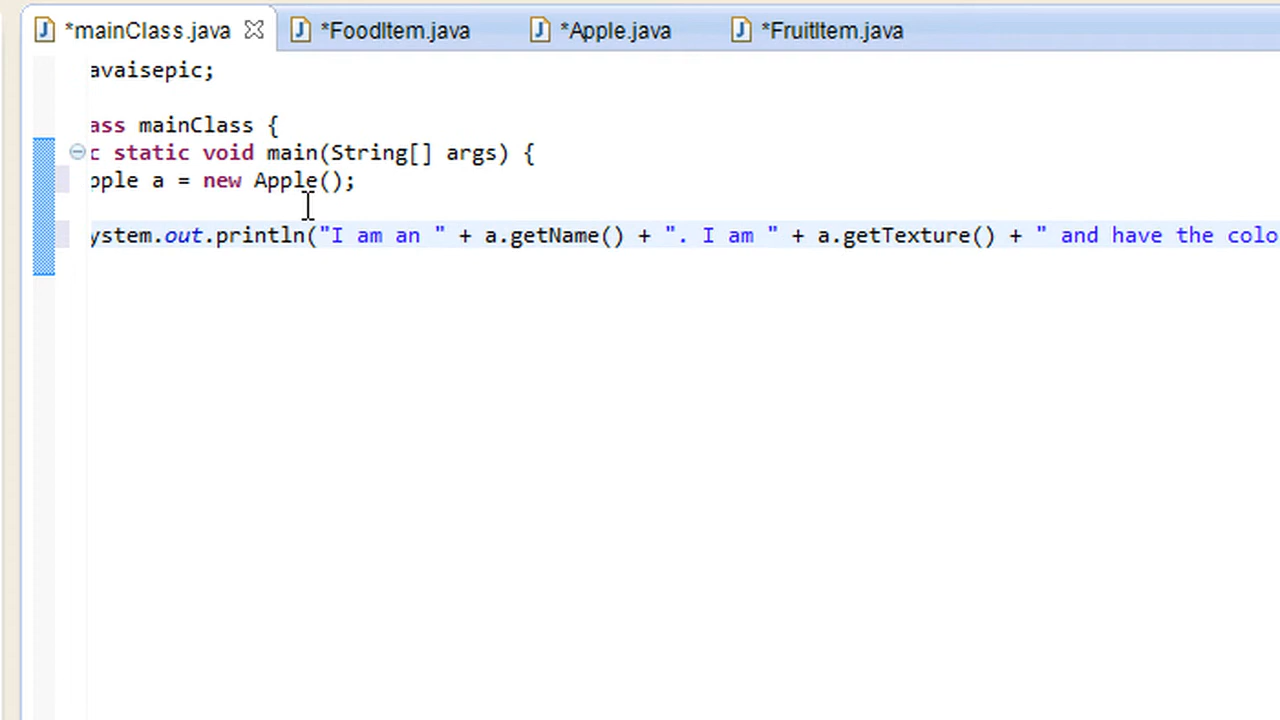 *mainClass.java *FoodItem.java *Apple.java *FruitItem.java
avaisepic;
ass mainClass {
c static void main(String[] args) {
pple a = new Apple();
ystem.out.println("I am an " + a.getName() + ". I am " + a.getTexture() + " and have the colo